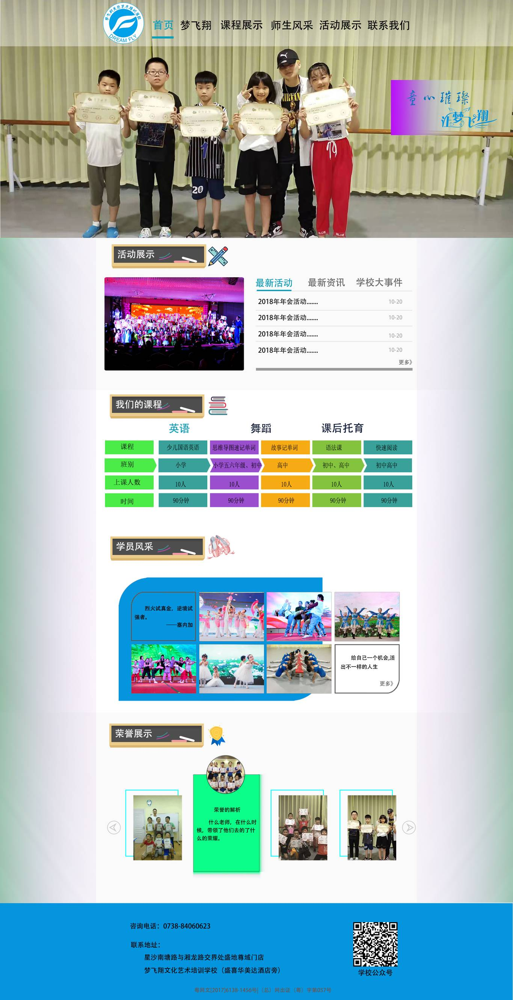 梦飞翔文化艺术培训学校
DREAM FLY
首页 梦飞翔 课程展示 师生风采 活动展示 联系我们
荣誉证书
NIRVAN
FASHION
1
20
童心璀璨
让梦飞翔
活动展示
最新活动 最新资讯 学校大事件
2018年年会活动....... 10-20
2018年年会活动....... 10-20
2018年年会活动....... 10-20
2018年年会活动....... 10-20
更多》
我们的课程
英语 舞蹈 课后托育
课程 少儿国语英语 思维导图速记单词 故事记单词 语法课 快速阅读
班别 小学 小学五六年级、初中 高中 初中、高中 初中高中
上课人数 10人 10人 10人 10人 10人
时间 90分钟 90分钟 90分钟 90分钟 90分钟
学员风采
烈火试真金，逆境试
强者。
——塞内加
给自己一个机会,活
出不一样的人生
更多》
荣誉展示
荣誉的解析
什么老师，在什么时
候，带领了他们去的了什
么的荣耀。
咨询电话：0738-84060623
联系地址：
星沙南塘路与湘龙路交界处盛地尊域门店
梦飞翔文化艺术培训学校（盛喜华美达酒店旁）
学校公众号
粤网文[2017]6138-1456号|（总）网出证（粤）字第057号